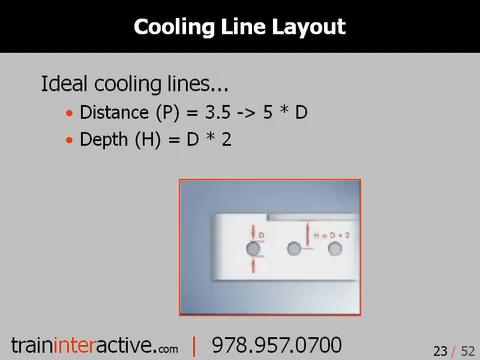 Cooling Line Layout
Ideal cooling lines...
• Distance (P) = 3.5 -> 5 * D
• Depth (H) = D * 2
D
H = D * 2
traininteractive.com | 978.957.0700
23 / 52